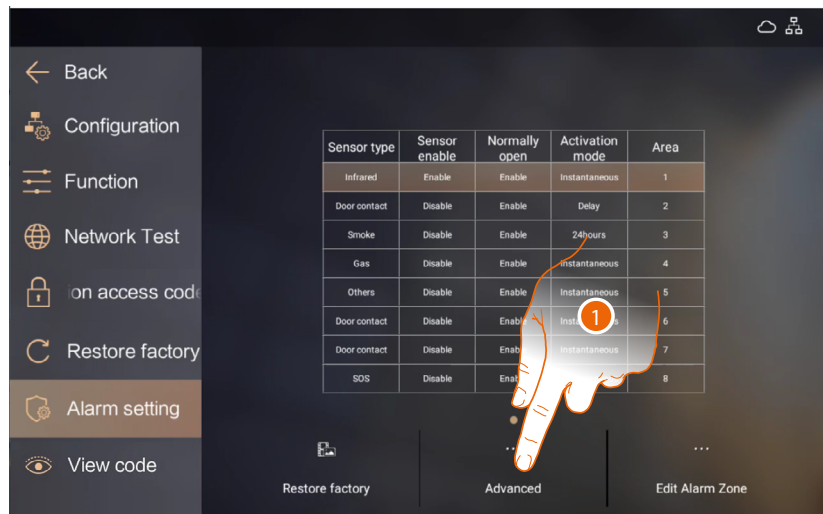 Back
Configuration
Function
Network Test
ion access code
Restore factory
Alarm setting
View code
Sensor type Sensor enable Normally open Activation mode Area
Infrared Enable Enable Instantaneous 1
Door contact Disable Enable Delay 2
Smoke Disable Enable 24hours 3
Gas Disable Enable Instantaneous 4
Others Disable Enable Instantaneous 5
Door contact Disable 6
Door contact Disable Instantaneous 7
SOS Disable 8
1
Restore factory Advanced Edit Alarm Zone